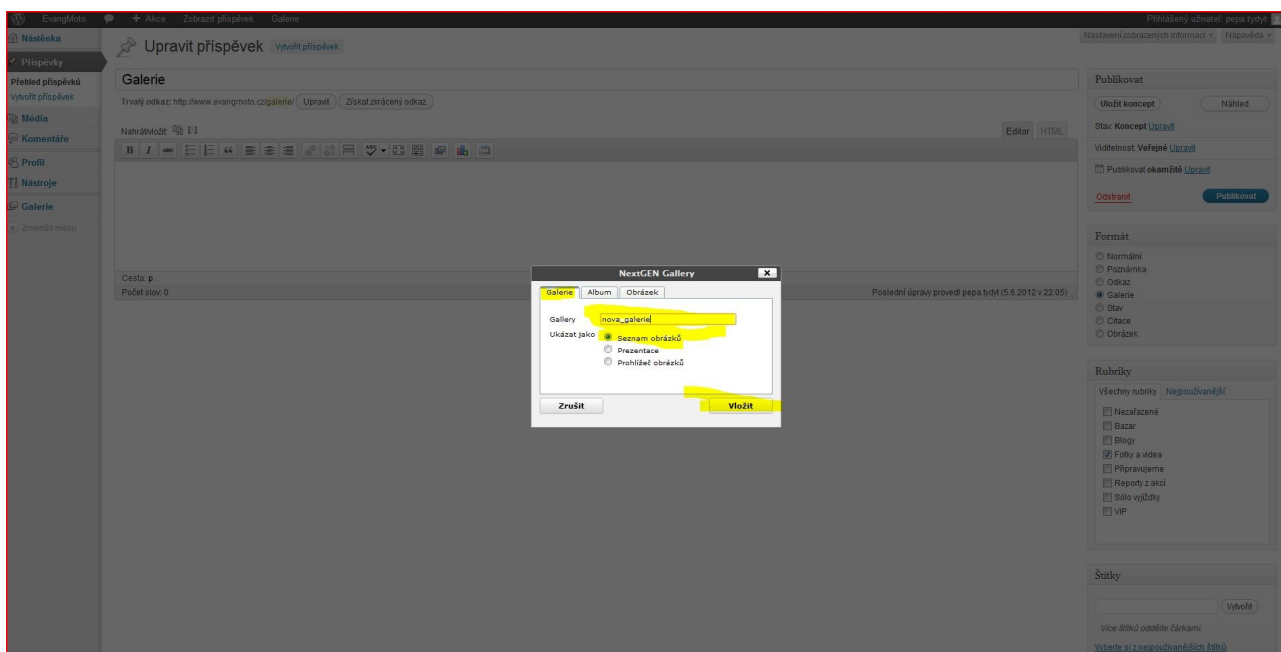 EvangMoto + Akce Zobrazit příspěvek Galerie Přihlášený uživatel: pepa.tydyt
Nastavení zobrazených informací Nápověda
Nástěnka
Příspěvky
Přehled příspěvků
Vytvořit příspěvek
Média
Komentáře
Profil
Nástroje
Galerie
Zmenšit menu
Upravit příspěvek Vytvořit příspěvek
Galerie
Trvalý odkaz: http://www.evangmoto.cz/galerie/ Upravit Získat zkrácený odkaz
Nahrát/vložit Editor HTML
B I ABC ABC
Cesta: p
Počet slov: 0 Poslední úpravy provedl pepa.tydyt (5.6.2012 v 22.05)
NextGEN Gallery X
Galerie Album Obrázek
Gallery nova_galerie
Ukázat jako Seznam obrázků
Prezentace
Prohlížeč obrázků
Zrušit Vložit
Publikovat
Uložit koncept Náhled
Stav: Koncept Upravit
Viditelnost: Veřejné Upravit
Publikovat okamžitě Upravit
Odstranit Publikovat
Formát
Normální
Poznámka
Odkaz
Galerie
Stav
Citace
Obrázek
Rubriky
Všechny rubriky Nejpoužívanější
Nezařazené
Bazar
Blogy
Fotky a videa
Připravujeme
Reporty z akcí
Sólo vyjížďky
VIP
Štítky
Vytvořit
Více štítků oddělte čárkami.
Vyberte si z nejpoužívanějších štítků